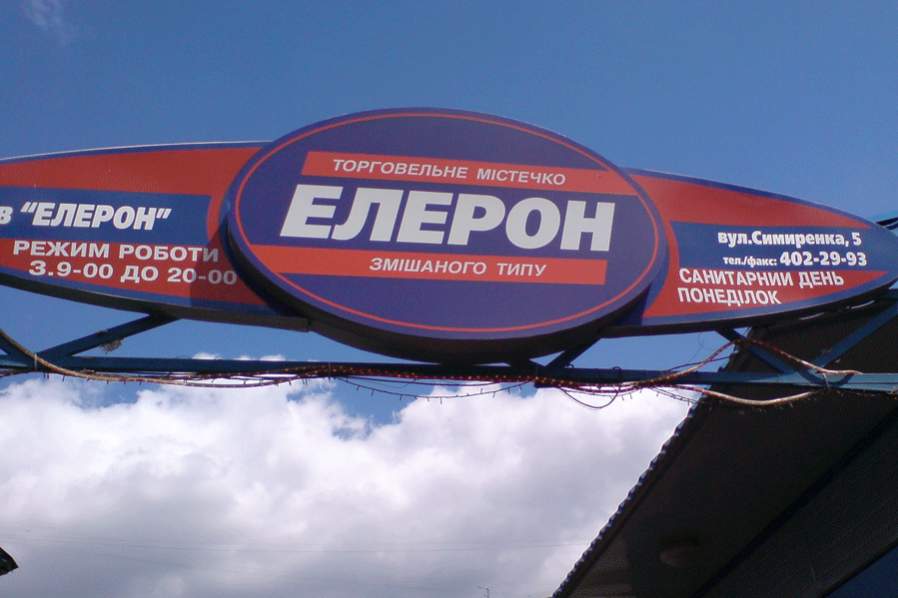 в "ЕЛЕРОН"
РЕЖИМ РОБОТИ
З.9-00 ДО 20-00
ТОРГОВЕЛЬНЕ МІСТЕЧКО
ЕЛЕРОН
ЗМІШАНОГО ТИПУ
вул.Симиренка, 5
тел./факс: 402-29-93
САНИТАРНИЙ ДЕНЬ
ПОНЕДІЛОК